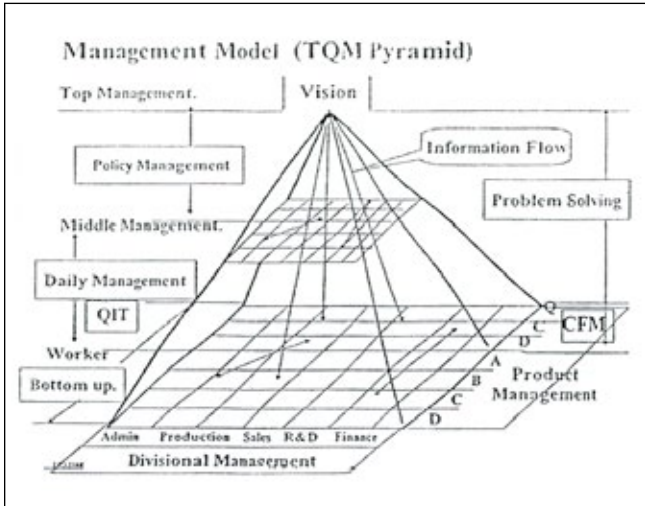 Management Model (TQM Pyramid)
Top Management.
Vision
Policy Management
Information Flow
Problem Solving
Middle Management.
Daily Management
QIT
Worker
Bottom up.
Q
C
D
CFM
A
B
C
D
Product
Management
Admin Production Sales R&D Finance
Divisional Management